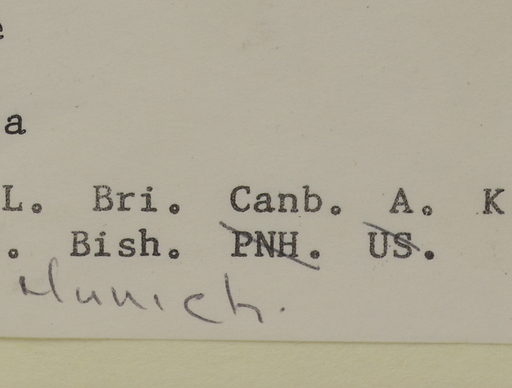 e
a
L. Bri. Canb. A. K
. Bish. PNH. US.
Munich.